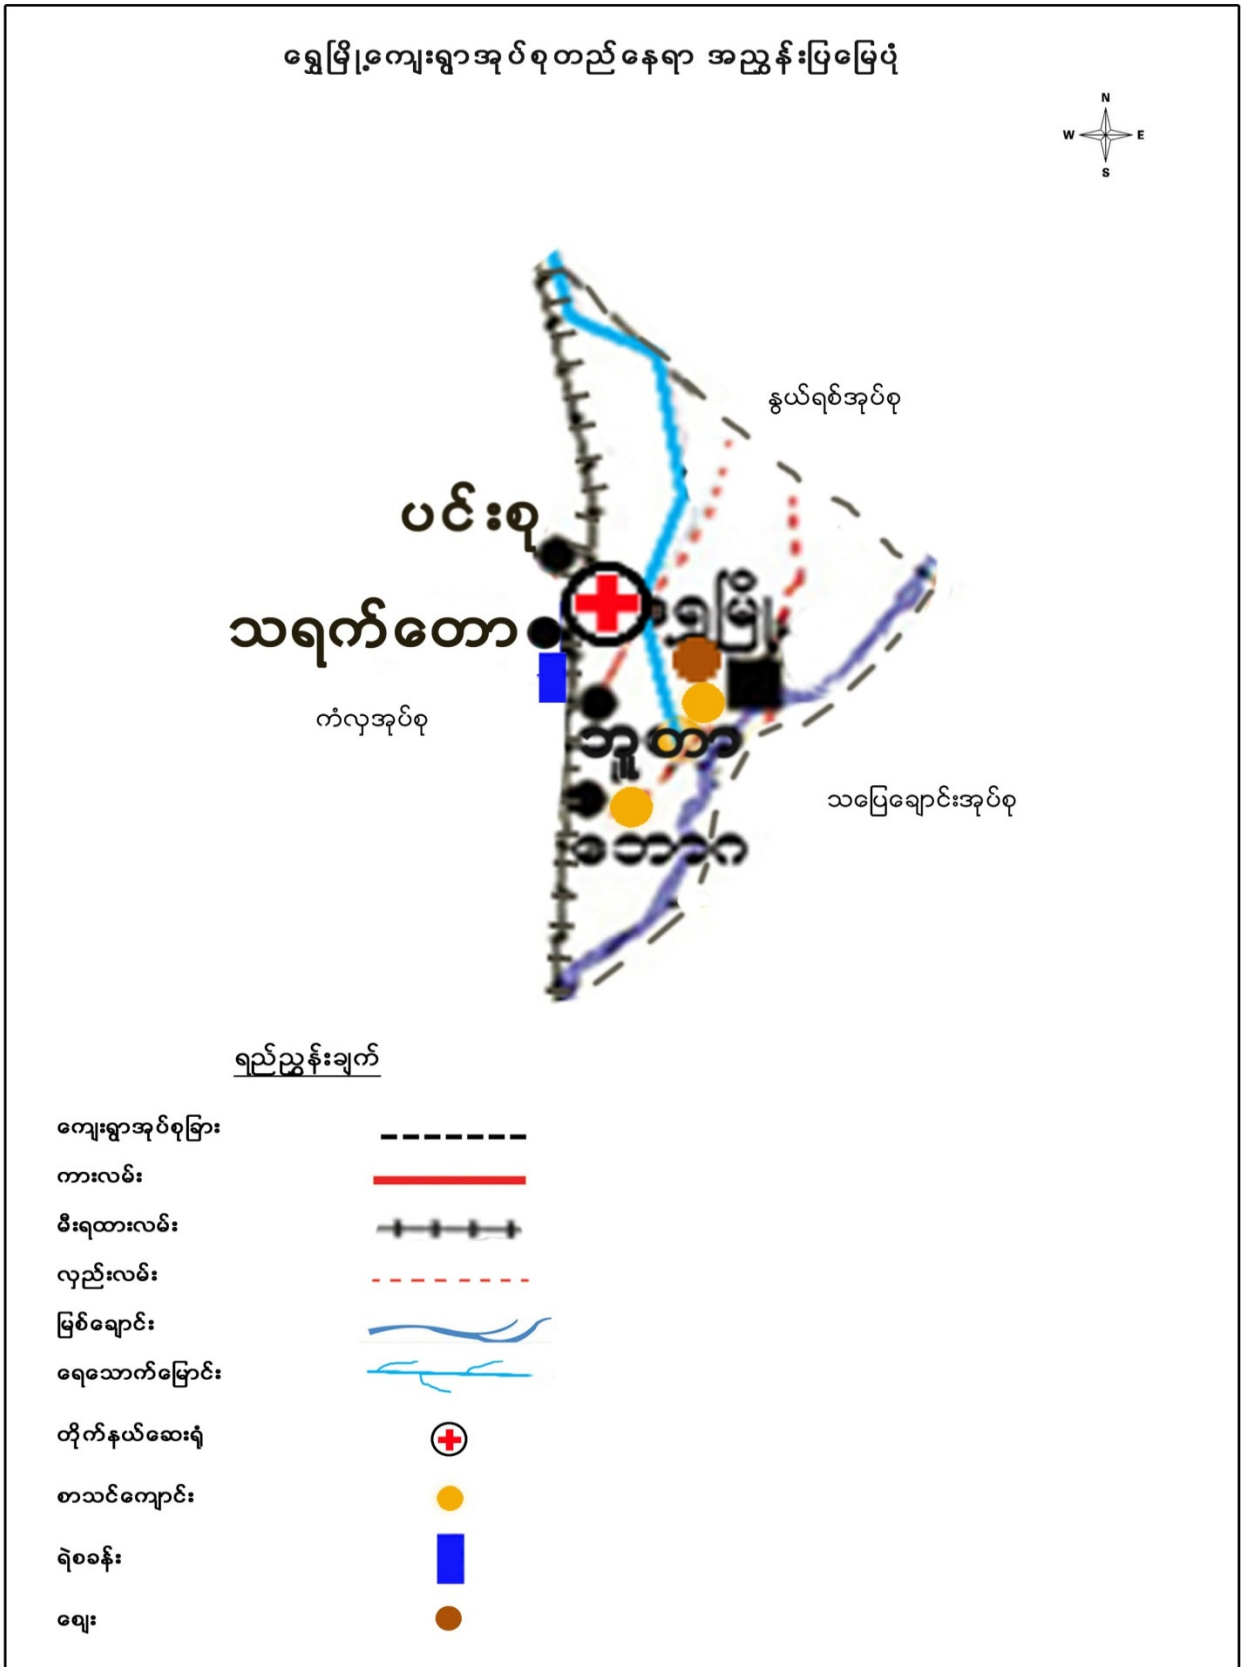 ရွှေမြို့ကျေးရွာအုပ်စုတည်နေရာ အညွှန်းပြမြေပုံ
N
W E
S
နွယ်ရစ်အုပ်စု
ပင်းစု
ရွှေမြို့
သရက်တော
ကံလှအုပ်စု
ဘူတာ
သပြေချောင်းအုပ်စု
ဘောဂ
ရည်ညွှန်းချက်
ကျေးရွာအုပ်စုခြား
ကားလမ်း
မီးရထားလမ်း
လှည်းလမ်း
မြစ်ချောင်း
ရေသောက်မြောင်း
တိုက်နယ်ဆေးရုံ
စာသင်ကျောင်း
ရဲစခန်း
ဈေး